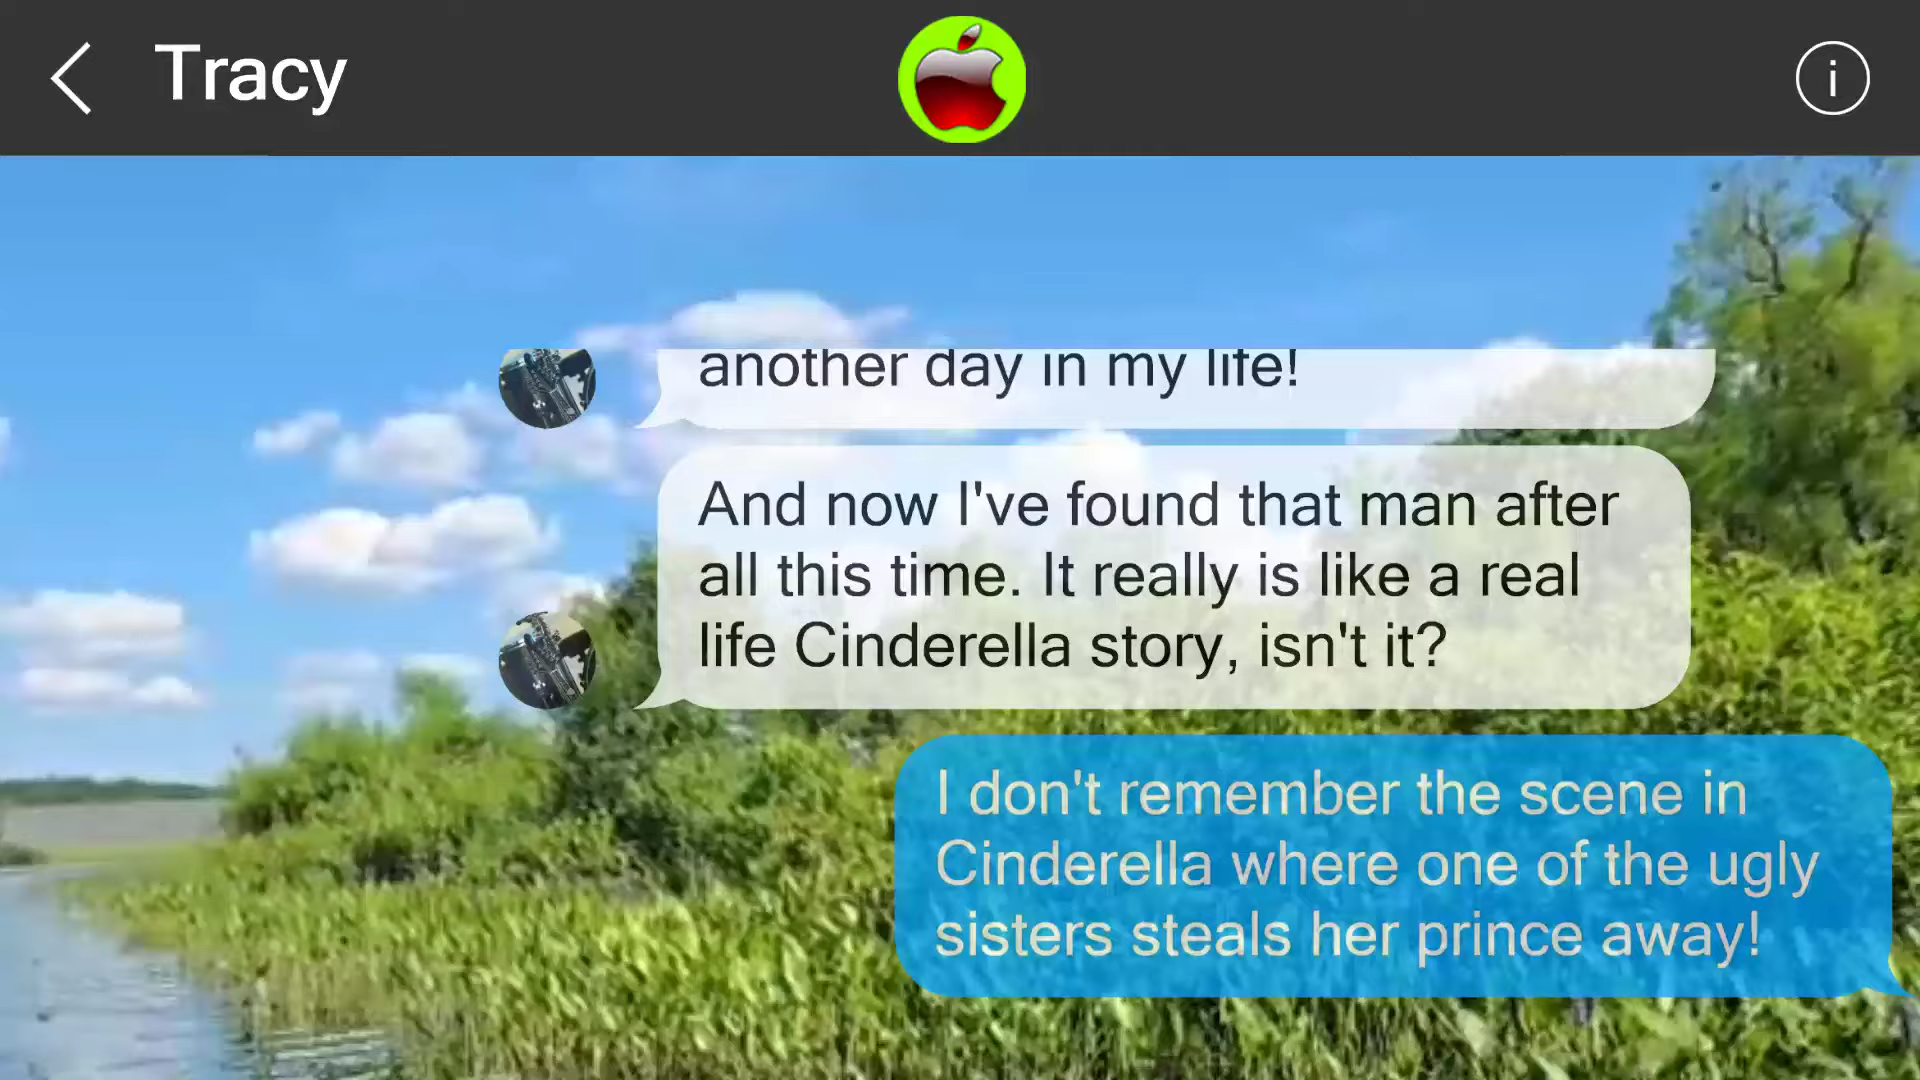 Tracy
another day in my life!
And now I've found that man after
all this time. It really is like a real
life Cinderella story, isn't it?
I don't remember the scene in
Cinderella where one of the ugly
sisters steals her prince away!